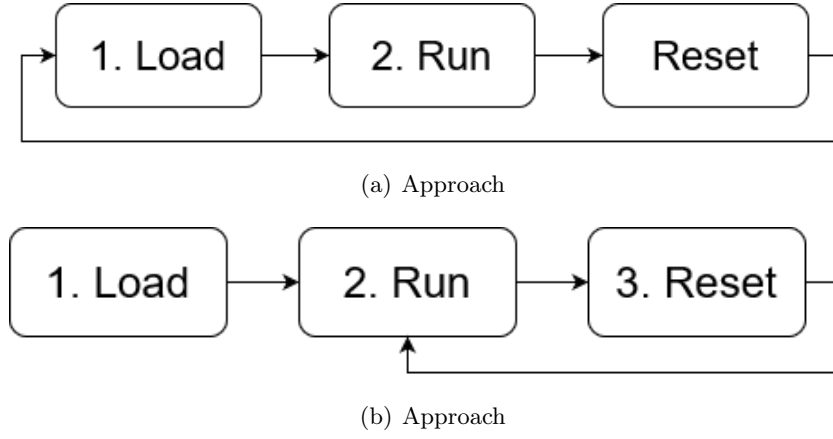 1. Load 2. Run Reset
(a) Approach
1. Load 2. Run 3. Reset
(b) Approach